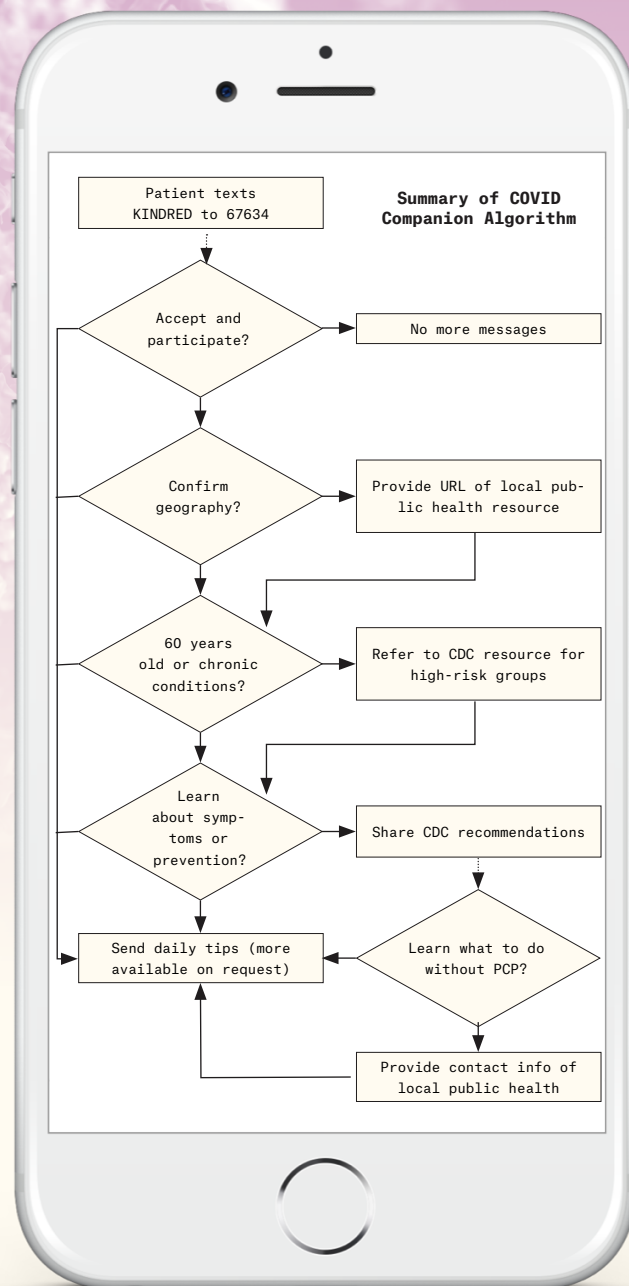 Summary of COVID
Companion Algorithm
Patient texts
KINDRED to 67634
Accept and
participate?
No more messages
Confirm
geography?
Provide URL of local pub-
lic health resource
60 years
old or chronic
conditions?
Refer to CDC resource for
high-risk groups
Learn
about symp-
toms or
prevention?
Share CDC recommendations
Send daily tips (more
available on request)
Learn what to do
without PCP?
Provide contact info of
local public health